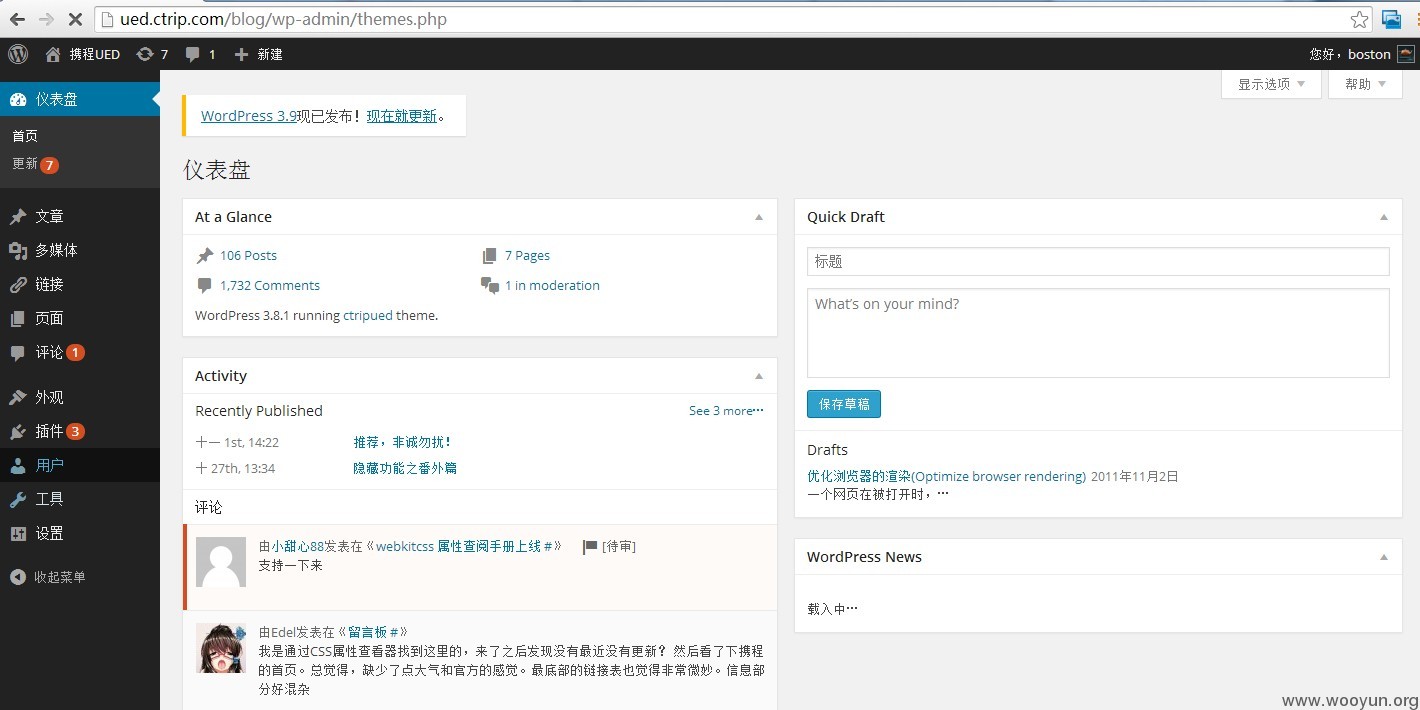 ued.ctrip.com/blog/wp-admin/themes.php
携程UED 7 1 新建 您好，boston
显示选项 帮助
仪表盘
首页
更新 7
文章
多媒体
链接
页面
评论 1
外观
插件 3
用户
工具
设置
收起菜单
WordPress 3.9现已发布！现在就更新。
仪表盘
At a Glance
106 Posts 7 Pages
1,732 Comments 1 in moderation
WordPress 3.8.1 running ctripued theme.
Activity
Recently Published See 3 more…
十一 1st, 14:22 推荐，非诚勿扰！
十 27th, 13:34 隐藏功能之番外篇
评论
由小甜心88发表在《webkitcss 属性查阅手册上线 #》 [待审]
支持一下来
由Edel发表在《留言板 #》
我是通过CSS属性查看器找到这里的，来了之后发现没有最近没有更新？ 然后看了下携程
的首页。总觉得，缺少了点大气和官方的感觉。最底部的链接表也觉得非常微妙。信息部
分好混杂
Quick Draft
标题
What's on your mind?
保存草稿
Drafts
优化浏览器的渲染(Optimize browser rendering) 2011年11月2日
一个网页在被打开时，…
WordPress News
载入中…
www.wooyun.org